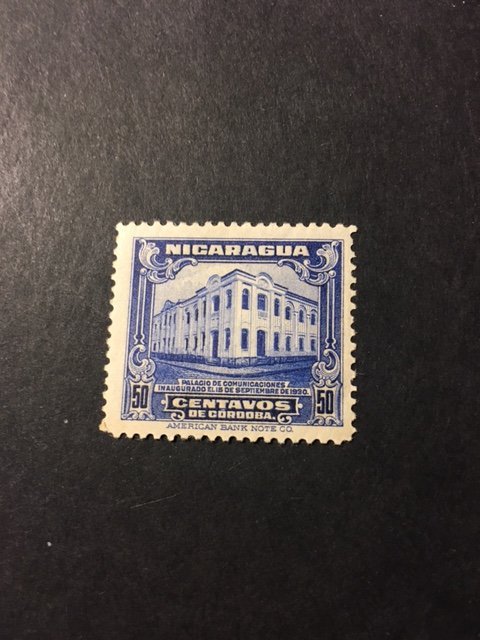 NICARAGUA
PALACIO DE COMUNICACIONES
INAUGURADO EL 15 DE SEPTIEMBRE DE 1930.
50 CENTAVOS 50
DE CORDOBA.
AMERICAN BANK NOTE CO.